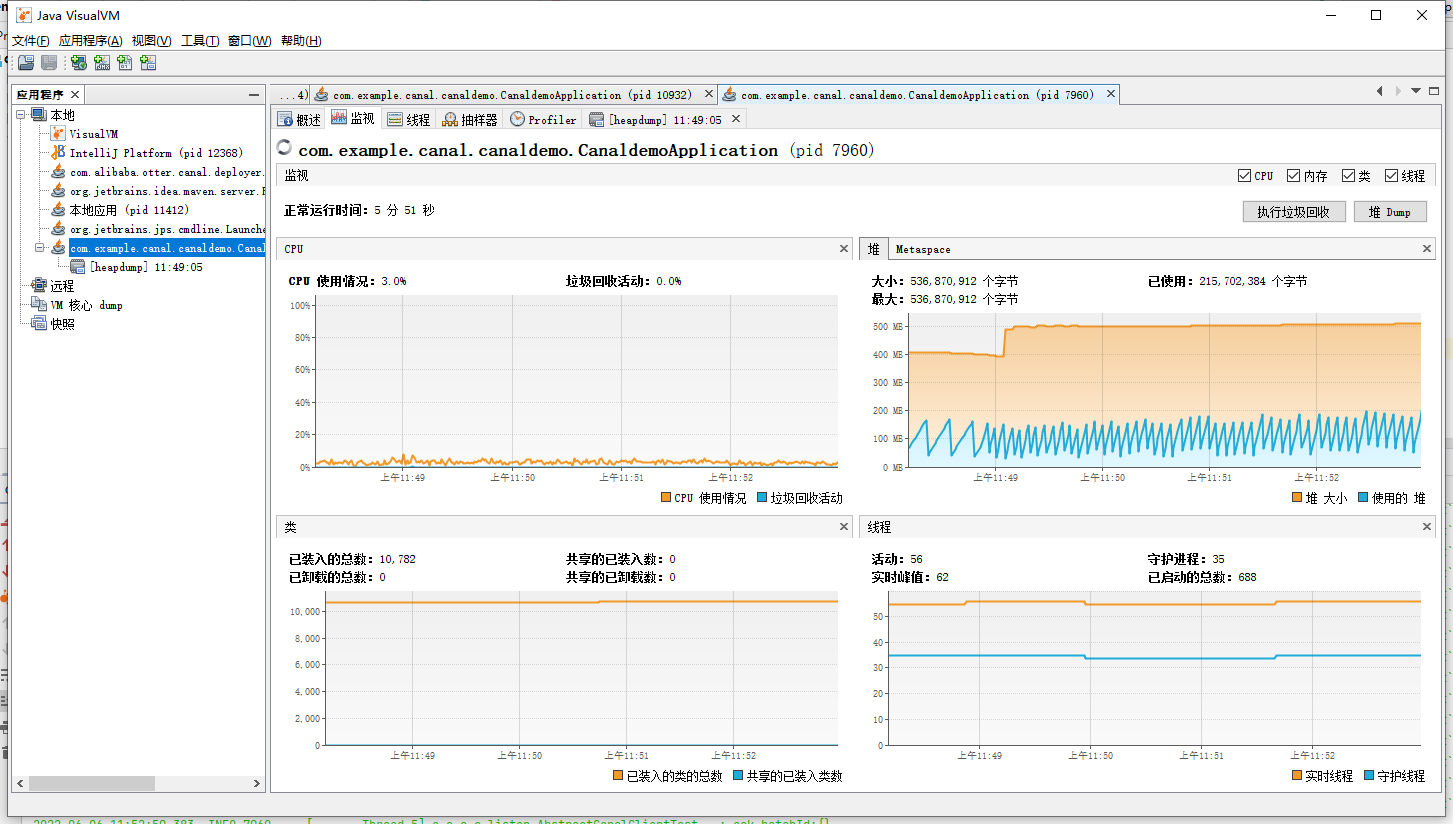 Java VisualVM
文件(F) 应用程序(A) 视图(V) 工具(T) 窗口(W) 帮助(H)
应用程序
本地
VisualVM
IntelliJ Platform (pid 12368)
com.alibaba.otter.canal.deployer.
org.jetbrains.idea.maven.server.
本地应用 (pid 11412)
org.jetbrains.jps.cmdline.Launche
com.example.canal.canaldemo.Canal
[heapdump] 11:49:05
远程
VM 核心 dump
快照
...4) com.example.canal.canaldemo.CanaldemoApplication (pid 10932) com.example.canal.canaldemo.CanaldemoApplication (pid 7960)
概述 监视 线程 抽样器 Profiler [heapdump] 11:49:05
com.example.canal.canaldemo.CanaldemoApplication (pid 7960)
监视 CPU 内存 类 线程
正常运行时间: 5 分 51 秒 执行垃圾回收 堆 Dump
CPU
CPU 使用情况: 3.0% 垃圾回收活动: 0.0%
100%
80%
60%
40%
20%
0%
上午11:49 上午11:50 上午11:51 上午11:52
CPU 使用情况 垃圾回收活动
堆 Metaspace
大小: 536,870,912 个字节 已使用: 215,702,384 个字节
最大: 536,870,912 个字节
500 MB
400 MB
300 MB
200 MB
100 MB
0 MB
上午11:49 上午11:50 上午11:51 上午11:52
堆 大小 使用的 堆
类
已装入的总数: 10,782 共享的已装入数: 0
已卸载的总数: 0 共享的已卸载数: 0
10,000
8,000
6,000
4,000
2,000
0
上午11:49 上午11:50 上午11:51 上午11:52
已装入的类的总数 共享的已装入类数
线程
活动: 56 守护进程: 35
实时峰值: 62 已启动的总数: 688
50
40
30
20
10
0
上午11:49 上午11:50 上午11:51 上午11:52
实时线程 守护线程